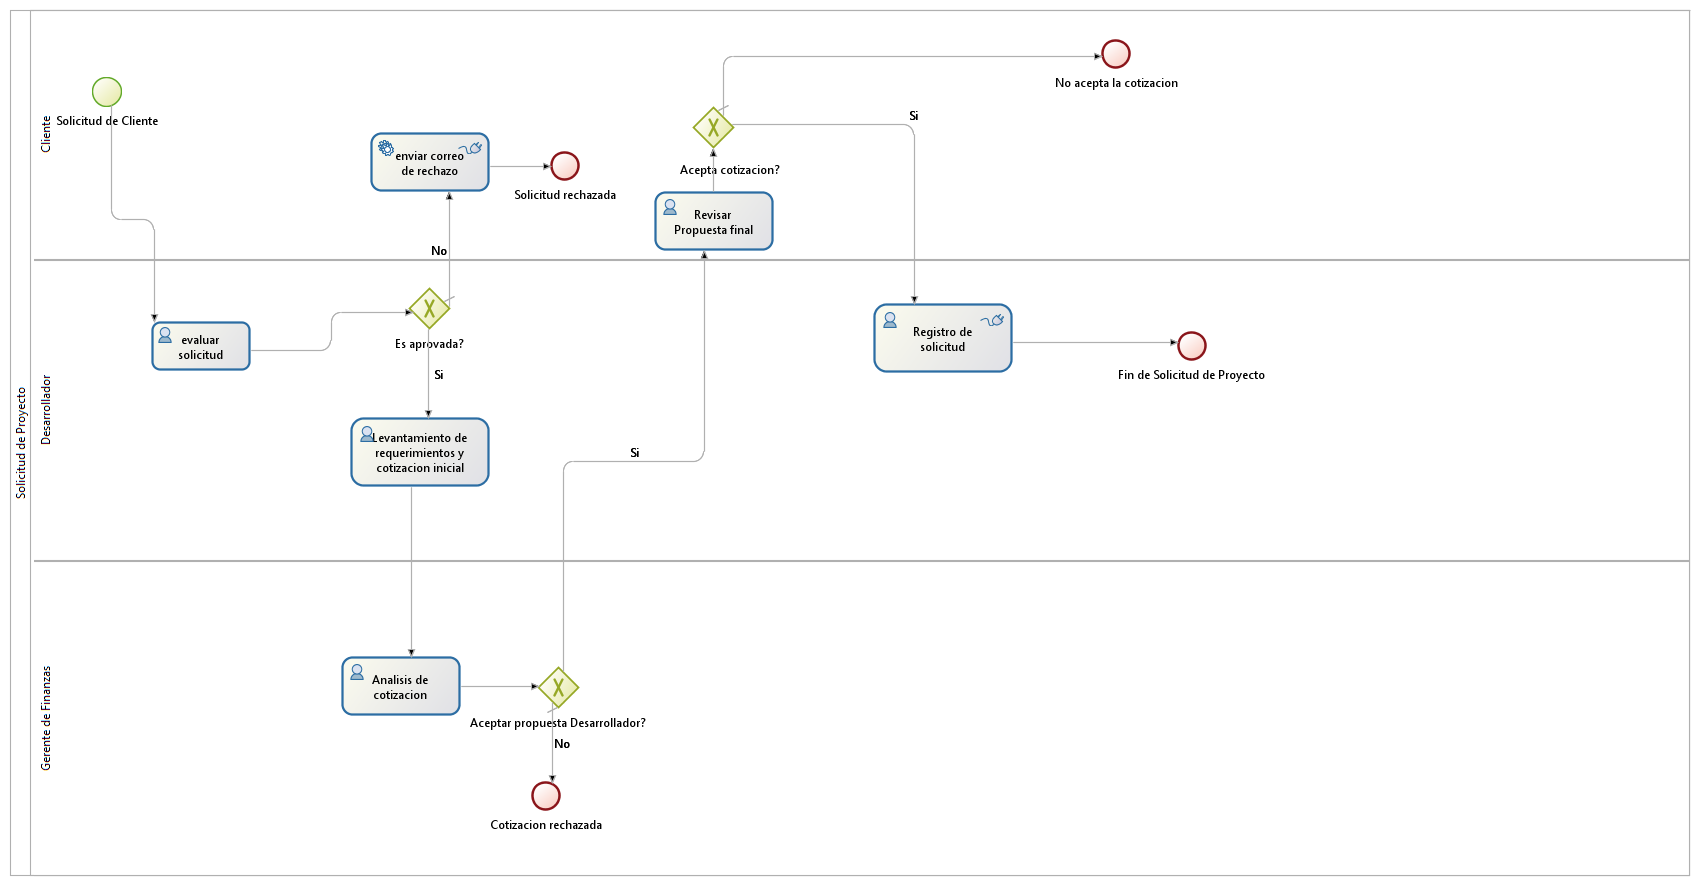 Solicitud de Proyecto
Cliente
Solicitud de Cliente
enviar correo
de rechazo
Solicitud rechazada
No
Revisar
Propuesta final
Acepta cotizacion?
No acepta la cotizacion
Si
Desarrollador
evaluar
solicitud
Es aprovada?
Si
Levantamiento de
requerimientos y
cotizacion inicial
Si
Registro de
solicitud
Fin de Solicitud de Proyecto
Gerente de Finanzas
Analisis de
cotizacion
Aceptar propuesta Desarrollador?
No
Cotizacion rechazada